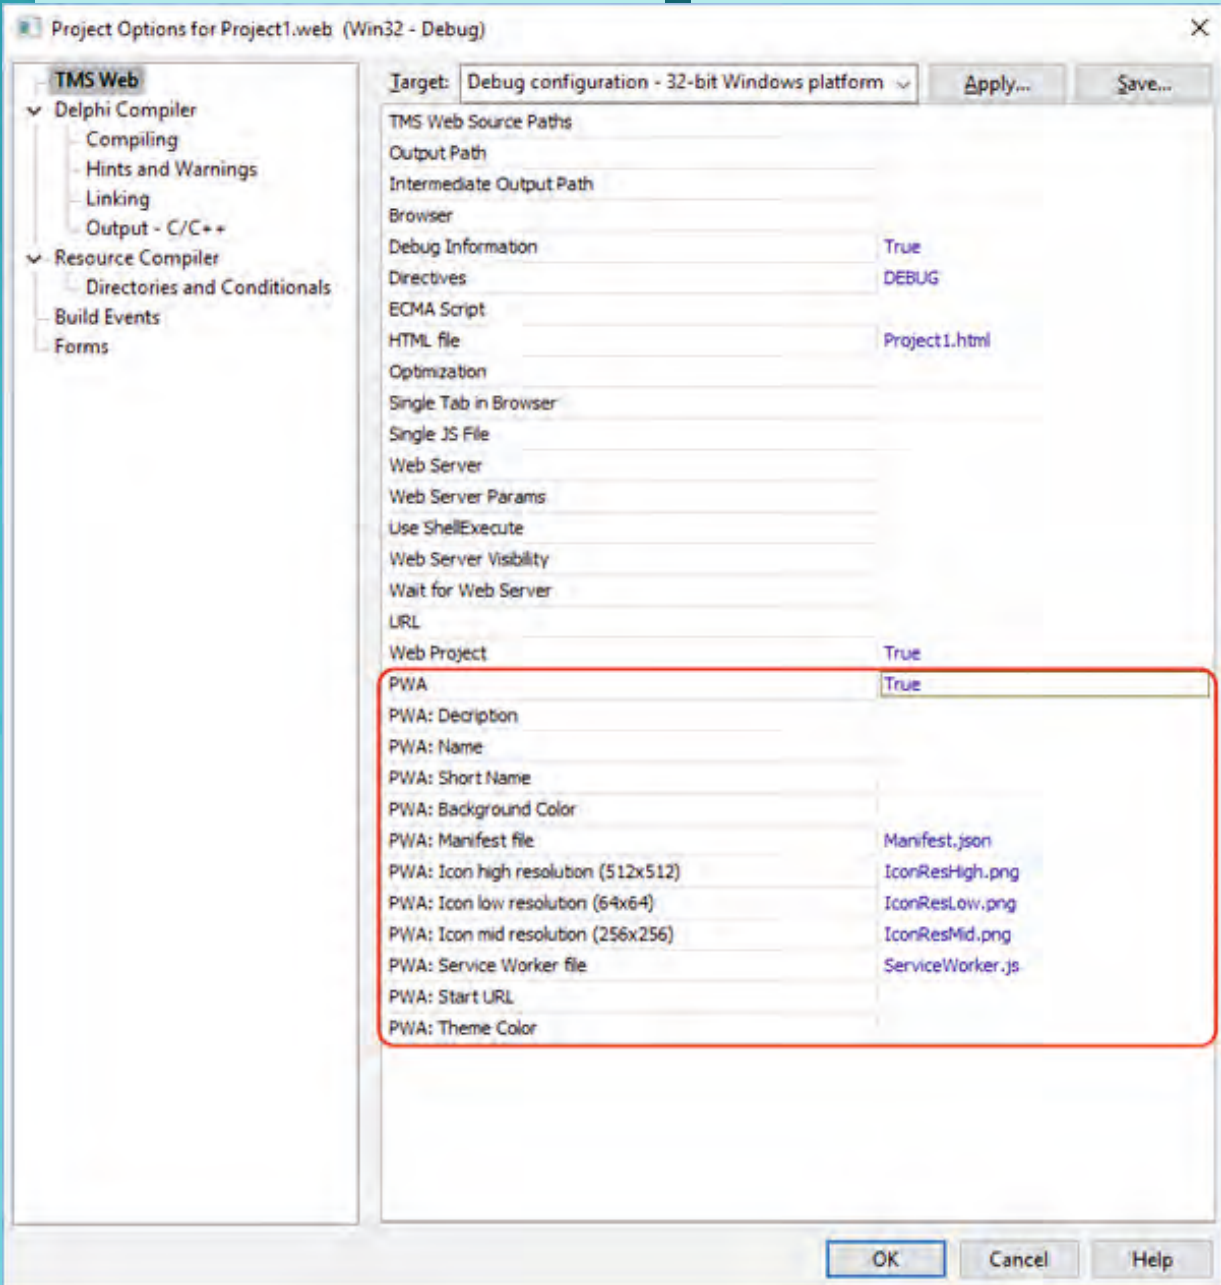 Project Options for Project1.web (Win32 - Debug)
TMS Web
Delphi Compiler
Compiling
Hints and Warnings
Linking
Output - C/C++
Resource Compiler
Directories and Conditionals
Build Events
Forms
Target: Debug configuration - 32-bit Windows platform Apply... Save...
TMS Web Source Paths
Output Path
Intermediate Output Path
Browser
Debug Information True
Directives DEBUG
ECMA Script
HTML file Project1.html
Optimization
Single Tab in Browser
Single JS File
Web Server
Web Server Params
Use ShellExecute
Web Server Visibility
Wait for Web Server
URL
Web Project True
PWA True
PWA: Decription
PWA: Name
PWA: Short Name
PWA: Background Color
PWA: Manifest file Manifest.json
PWA: Icon high resolution (512x512) IconResHigh.png
PWA: Icon low resolution (64x64) IconResLow.png
PWA: Icon mid resolution (256x256) IconResMid.png
PWA: Service Worker file ServiceWorker.js
PWA: Start URL
PWA: Theme Color
OK Cancel Help